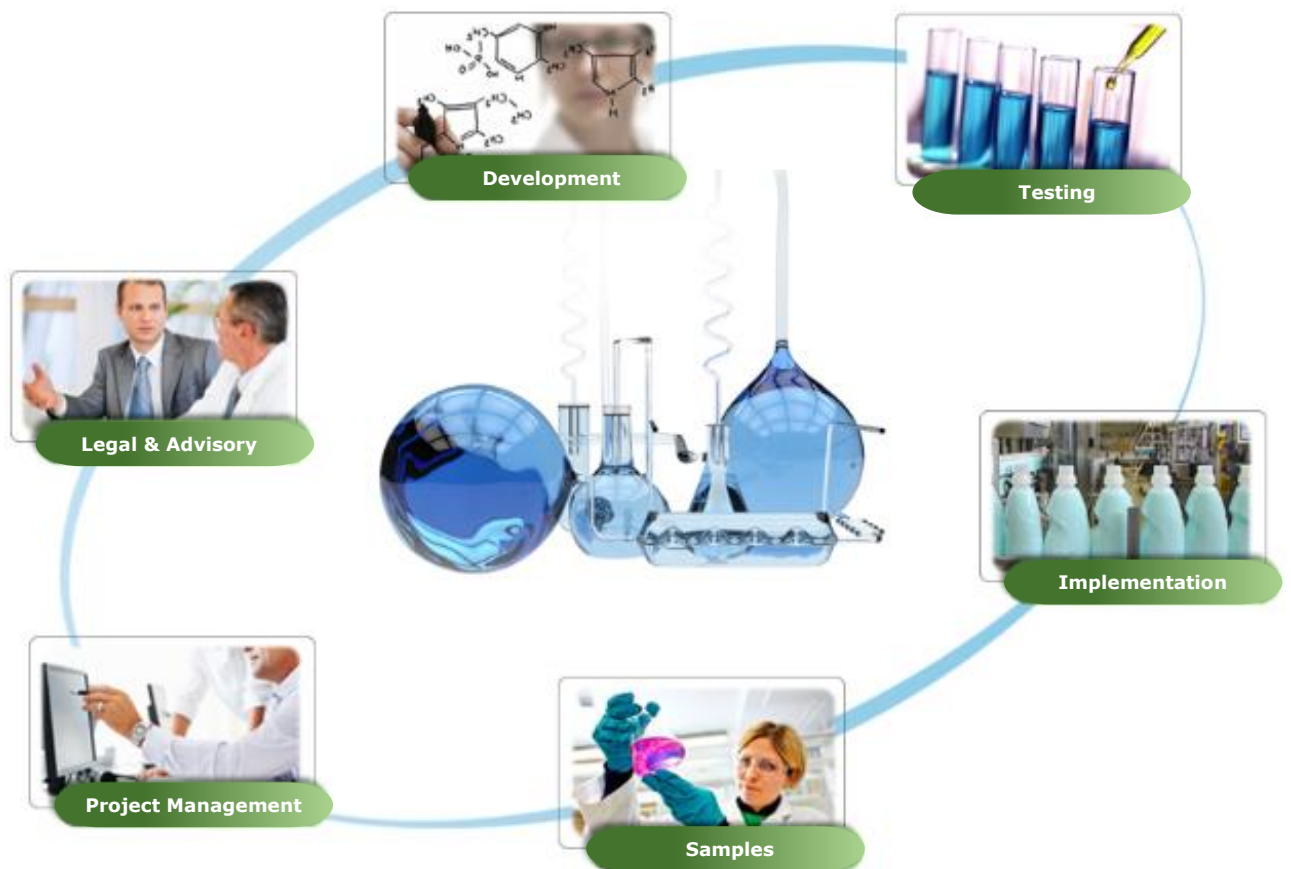 Development
Testing
Legal & Advisory
Implementation
Project Management
Samples